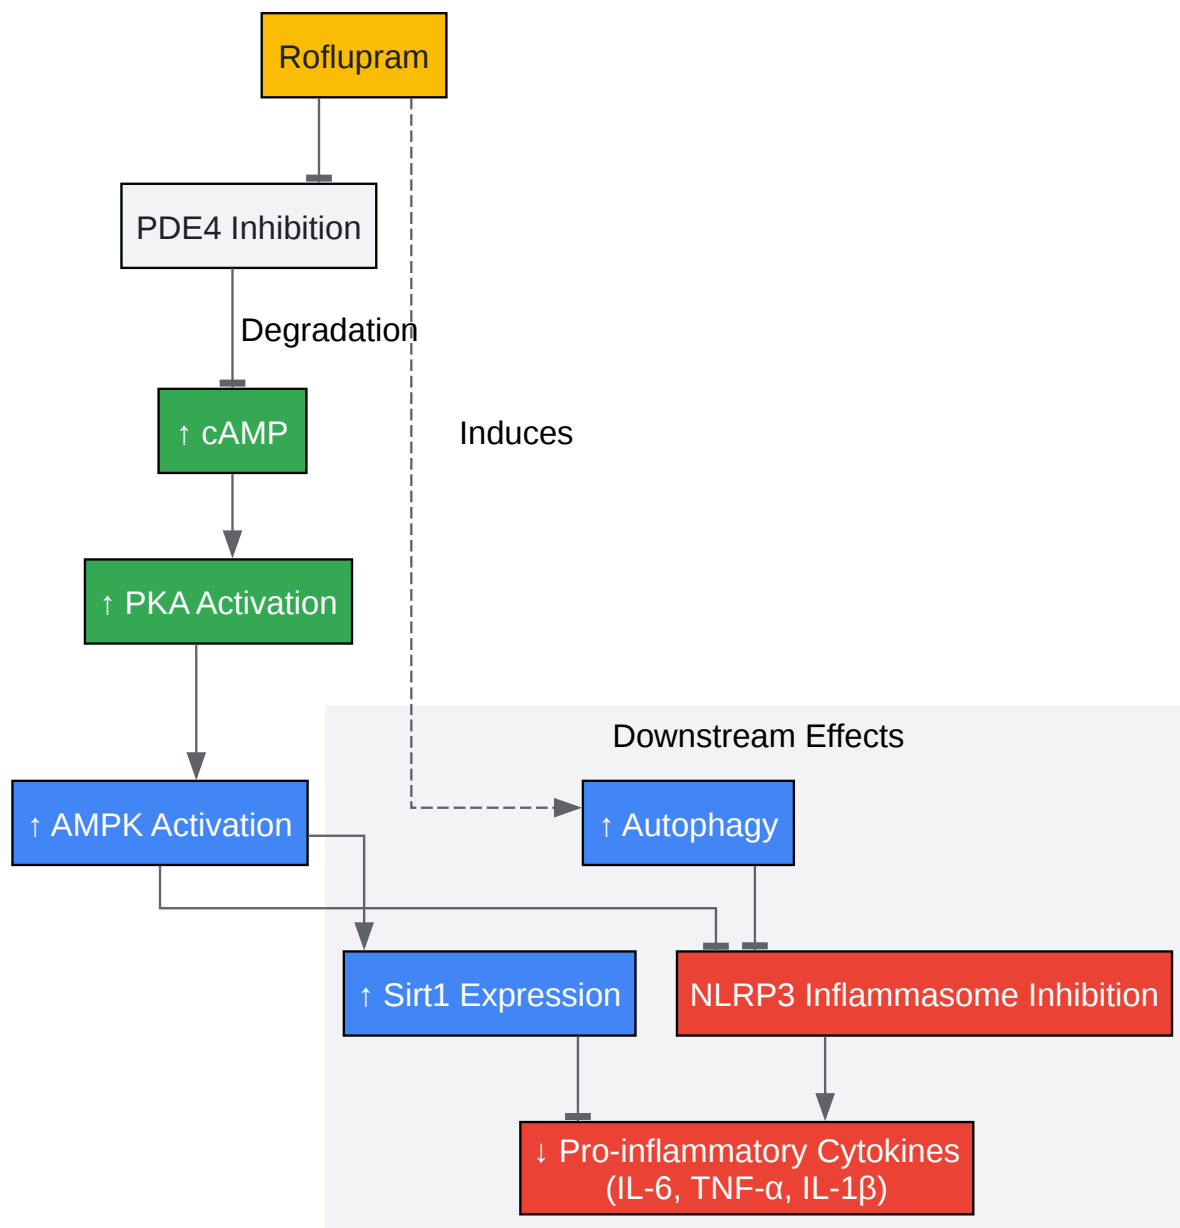 Roflupram
PDE4 Inhibition
Degradation
↑ cAMP
Induces
↑ PKA Activation
Downstream Effects
↑ AMPK Activation
↑ Autophagy
↑ Sirt1 Expression
NLRP3 Inflammasome Inhibition
↓ Pro-inflammatory Cytokines
(IL-6, TNF-α, IL-1β)